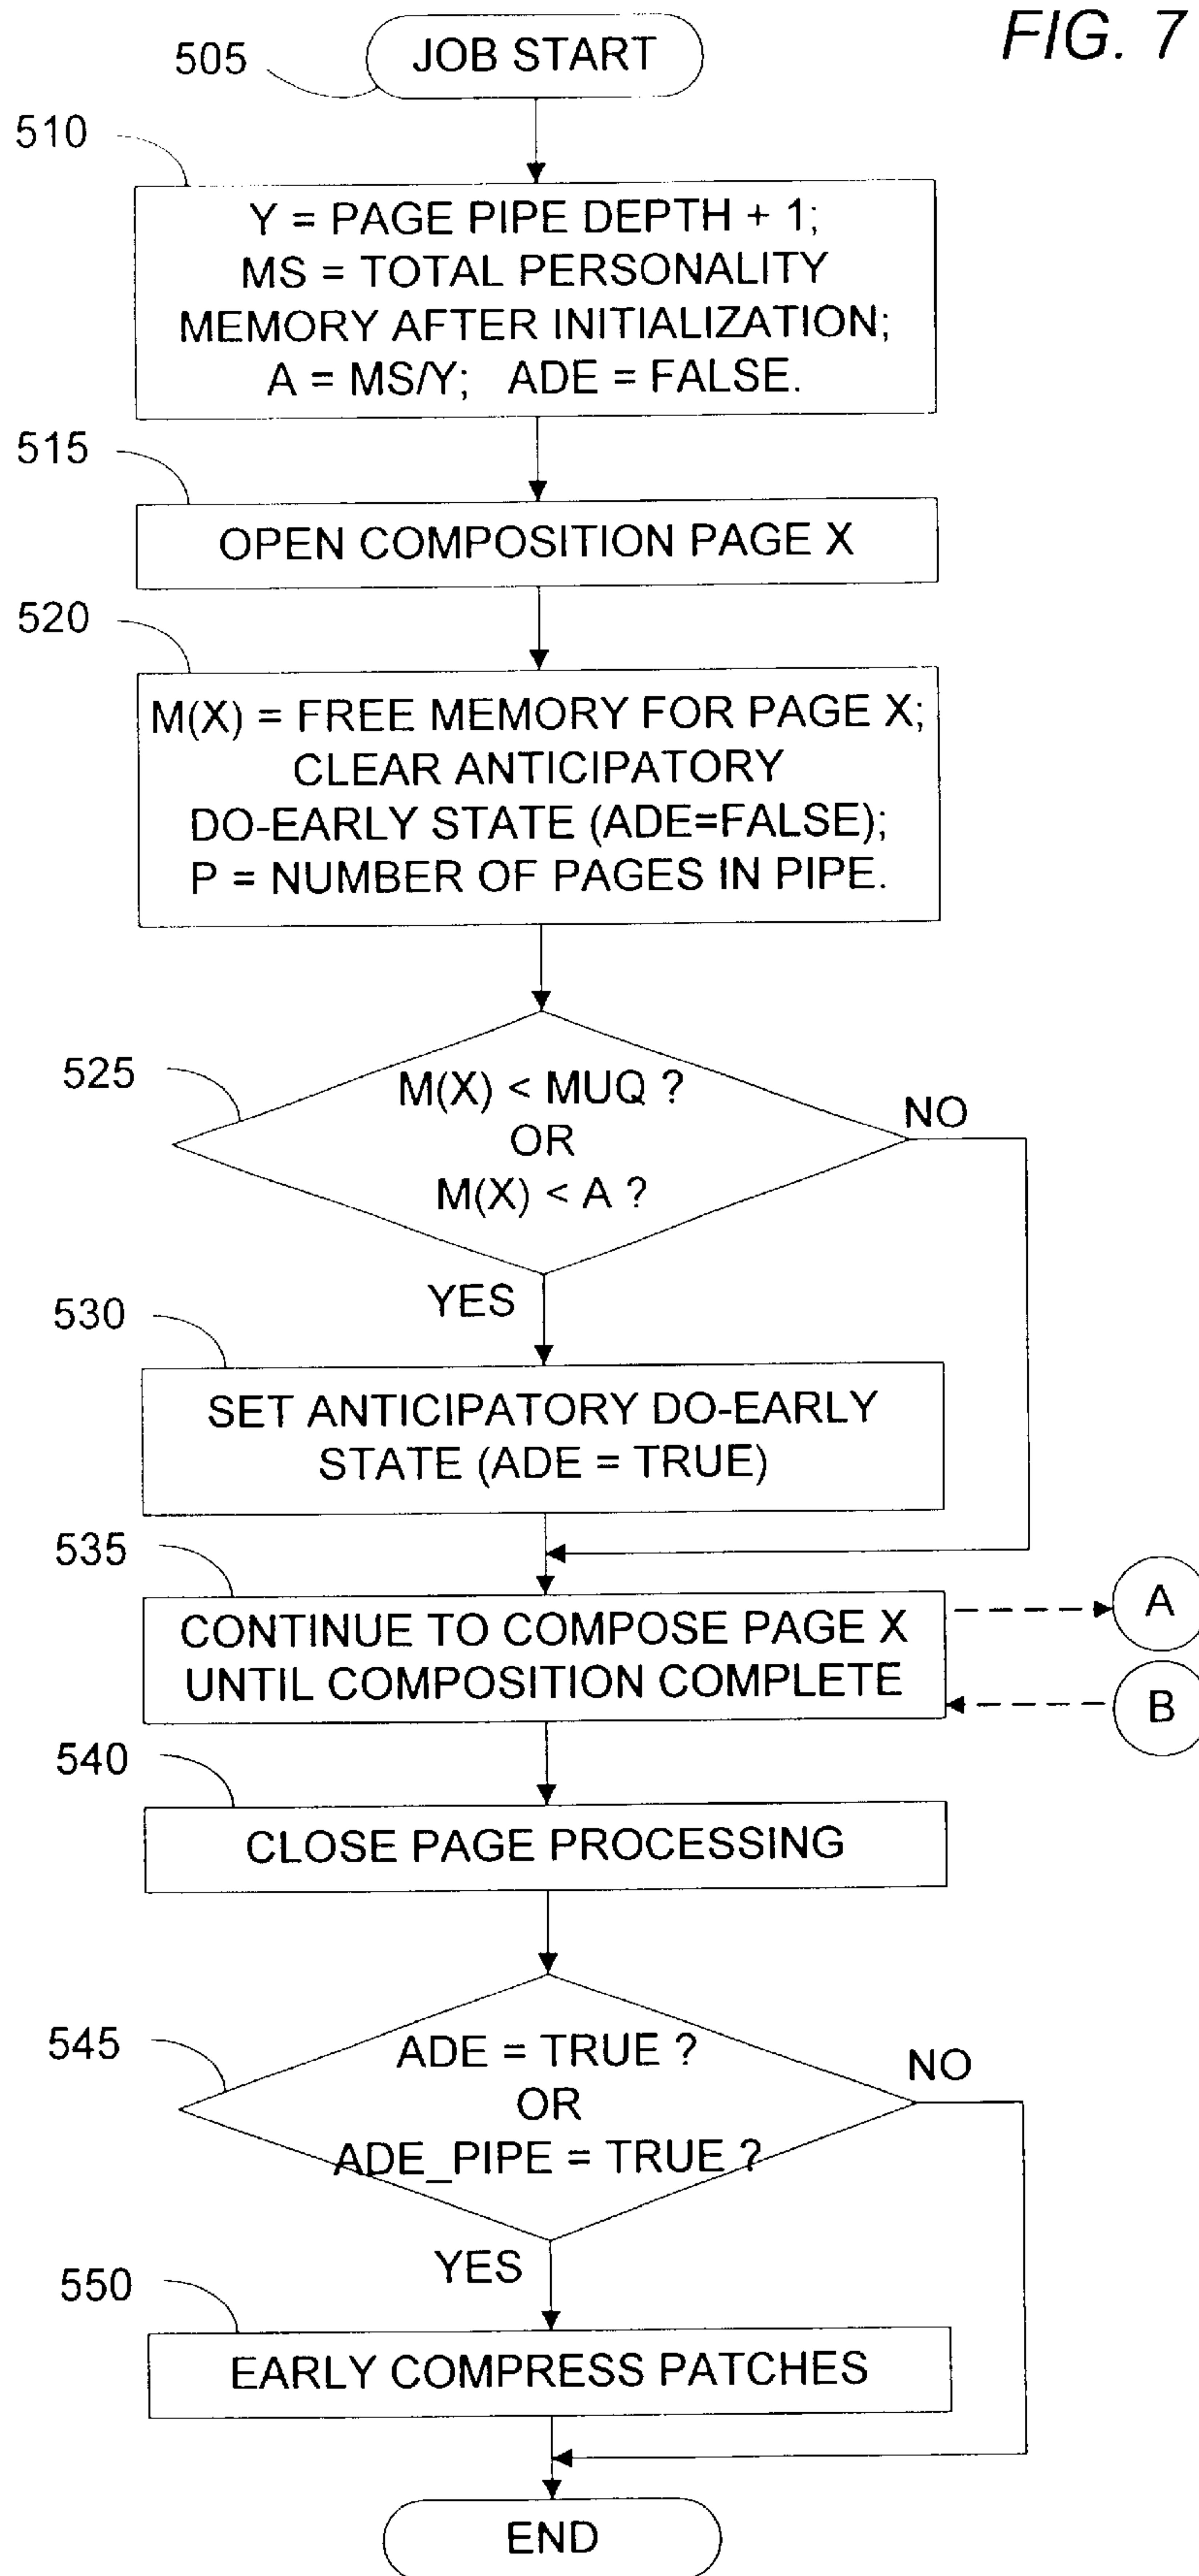 FIG. 7
505
JOB START
510
Y = PAGE PIPE DEPTH + 1;
MS = TOTAL PERSONALITY
MEMORY AFTER INITIALIZATION;
A = MS/Y; ADE = FALSE.
515
OPEN COMPOSITION PAGE X
520
M(X) = FREE MEMORY FOR PAGE X;
CLEAR ANTICIPATORY
DO-EARLY STATE (ADE=FALSE);
P = NUMBER OF PAGES IN PIPE.
525
M(X) < MUQ ?
OR
M(X) < A ?
NO
YES
530
SET ANTICIPATORY DO-EARLY
STATE (ADE = TRUE)
535
CONTINUE TO COMPOSE PAGE X
UNTIL COMPOSITION COMPLETE
A
B
540
CLOSE PAGE PROCESSING
545
ADE = TRUE ?
OR
ADE_PIPE = TRUE ?
NO
YES
550
EARLY COMPRESS PATCHES
END